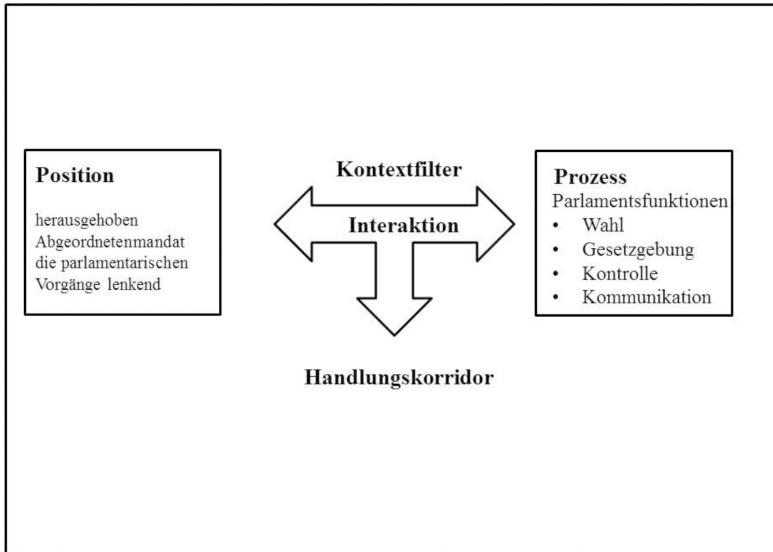 Position
herausgehoben
Abgeordnetenmandat
die parlamentarischen
Vorgänge lenkend
Kontextfilter
Interaktion
Handlungskorridor
Prozess
Parlamentsfunktionen
• Wahl
• Gesetzgebung
• Kontrolle
• Kommunikation